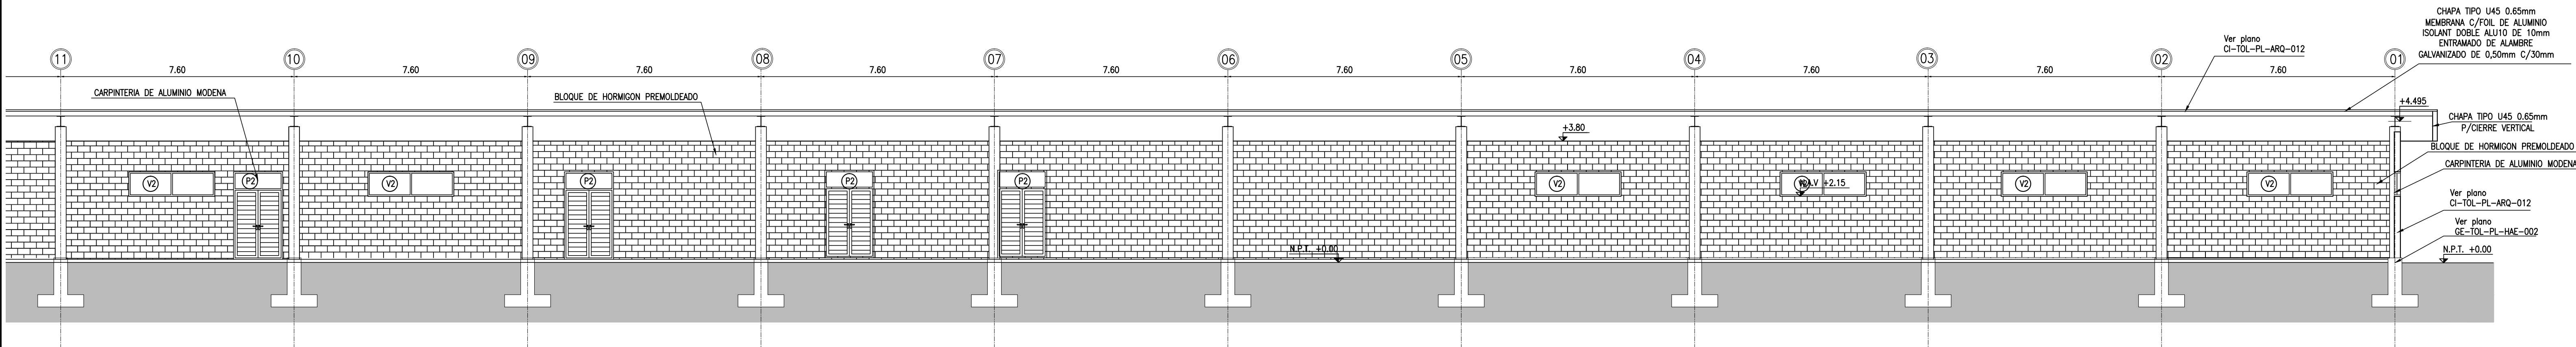 CHAPA TIPO U45 0.65mm
MEMBRANA C/FOIL DE ALUMINIO
ISOLANT DOBLE ALU10 DE 10mm
ENTRAMADO DE ALAMBRE
GALVANIZADO DE 0,50mm C/30mm
Ver plano
CI-TOL-PL-ARQ-012
11
10
09
08
07
06
05
04
03
02
01
7.60
7.60
7.60
7.60
7.60
7.60
7.60
7.60
7.60
7.60
CARPINTERIA DE ALUMINIO MODENA
BLOQUE DE HORMIGON PREMOLDEADO
+4.495
CHAPA TIPO U45 0.65mm
P/CIERRE VERTICAL
+3.80
BLOQUE DE HORMIGON PREMOLDEADO
CARPINTERIA DE ALUMINIO MODENA
V2
P2
V2
P2
P2
P2
V2
+2.15
V2
V2
Ver plano
CI-TOL-PL-ARQ-012
Ver plano
GE-TOL-PL-HAE-002
N.P.T. +0.00
N.P.T. +0.00